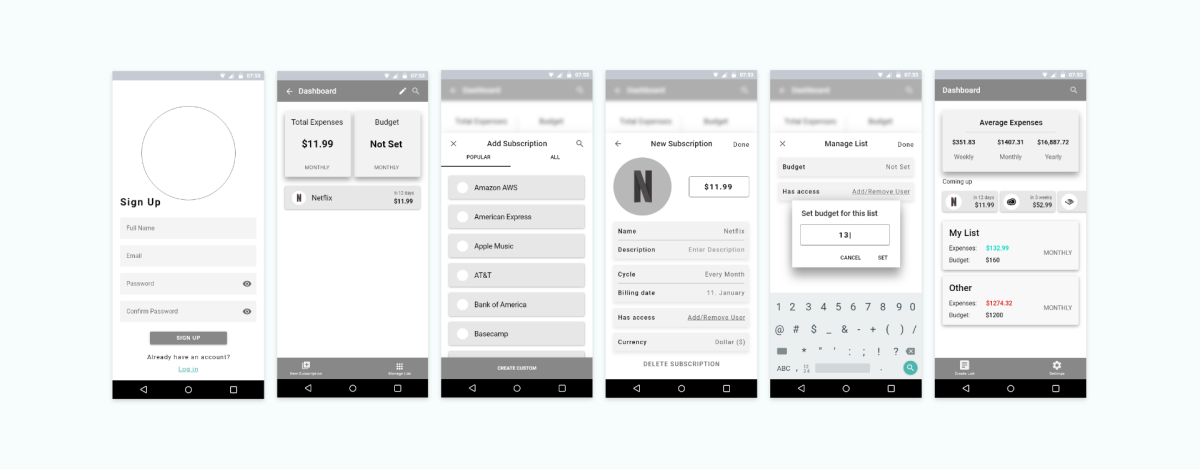 07:53
Sign Up
Full Name
Email
Password
Confirm Password
SIGN UP
Already have an account?
Log in
07:53
Dashboard
Total Expenses
$11.99
MONTHLY
Budget
Not Set
MONTHLY
N
Netflix
In 12 days
$11.99
New Subscription
Manage List
07:53
Dashboard
Total Expenses
Budget
Add Subscription
POPULAR
ALL
Amazon AWS
American Express
Apple Music
AT&T
Bank of America
Basecamp
CREATE CUSTOM
07:53
Dashboard
Total Expenses
Budget
New Subscription
Done
N
$11.99
Name
Netflix
Description
Enter Description
Cycle
Every Month
Billing date
11. January
Has access
Add/Remove User
Currency
Dollar ($)
DELETE SUBSCRIPTION
07:53
Dashboard
Total Expenses
Budget
Manage List
Done
Budget
Not Set
Has access
Add/Remove User
Set budget for this list
13
CANCEL
SET
1 2 3 4 5 6 7 8 9 0
@ # $ _ & - + ( ) /
* " ' : ; ! ?
ABC , 12 34 .
07:53
Dashboard
Average Expenses
$351.83 $1407.31 $16,887.72
Weekly Monthly Yearly
Coming up
N
In 12 days
$11.99
In 3 weeks
$52.99
My List
Expenses: $132.99
Budget: $160
MONTHLY
Other
Expenses: $1274.32
Budget: $1200
MONTHLY
Create List
Settings